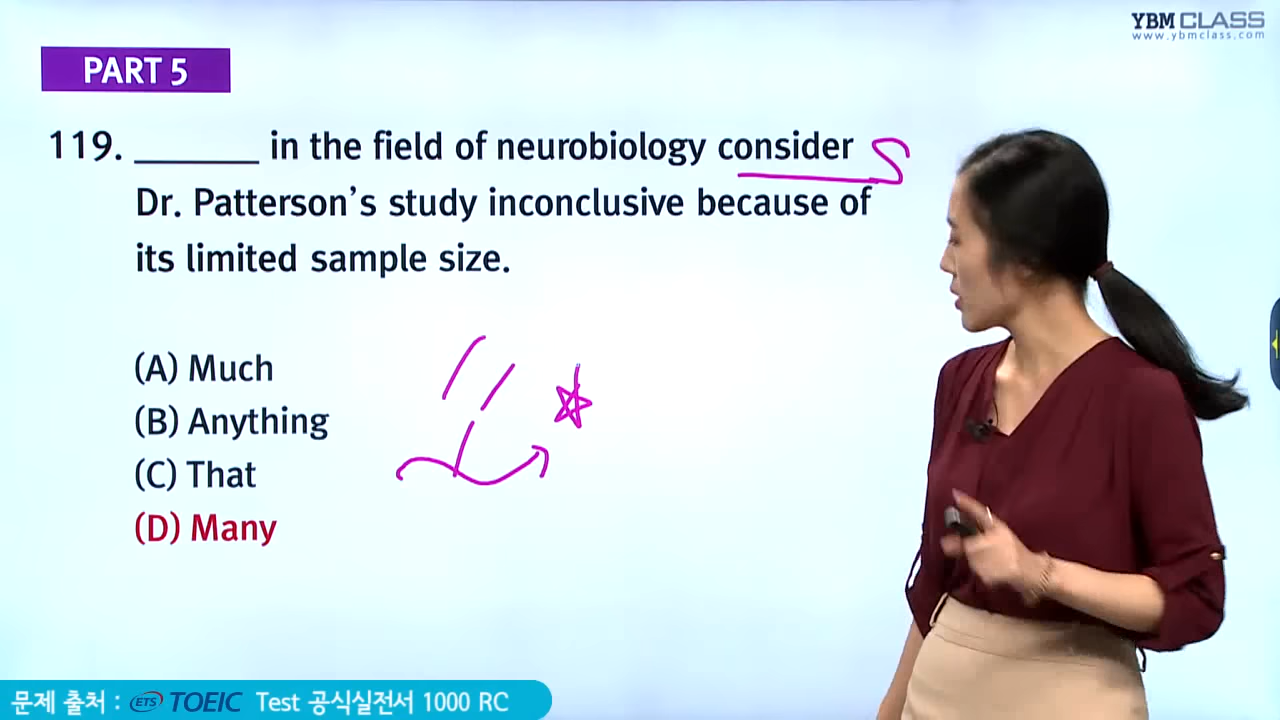 YBM CLASS
www.ybmclass.com
PART 5
119. ______ in the field of neurobiology consider S
Dr. Patterson's study inconclusive because of
its limited sample size.
(A) Much
(B) Anything
(C) That
(D) Many
문제 출처 : ETS TOEIC Test 공식실전서 1000 RC